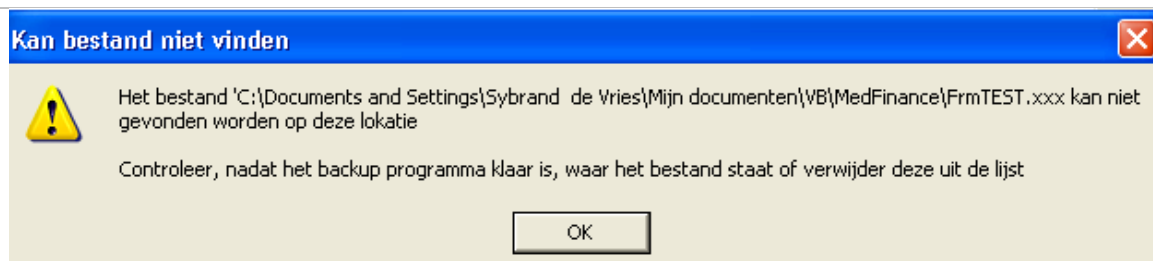 Kan bestand niet vinden
Het bestand 'C:\Documents and Settings\Sybrand  de Vries\Mijn documenten\VB\MedFinance\FrmTEST.xxx kan niet
gevonden worden op deze lokatie
Controleer, nadat het backup programma klaar is, waar het bestand staat of verwijder deze uit de lijst
OK